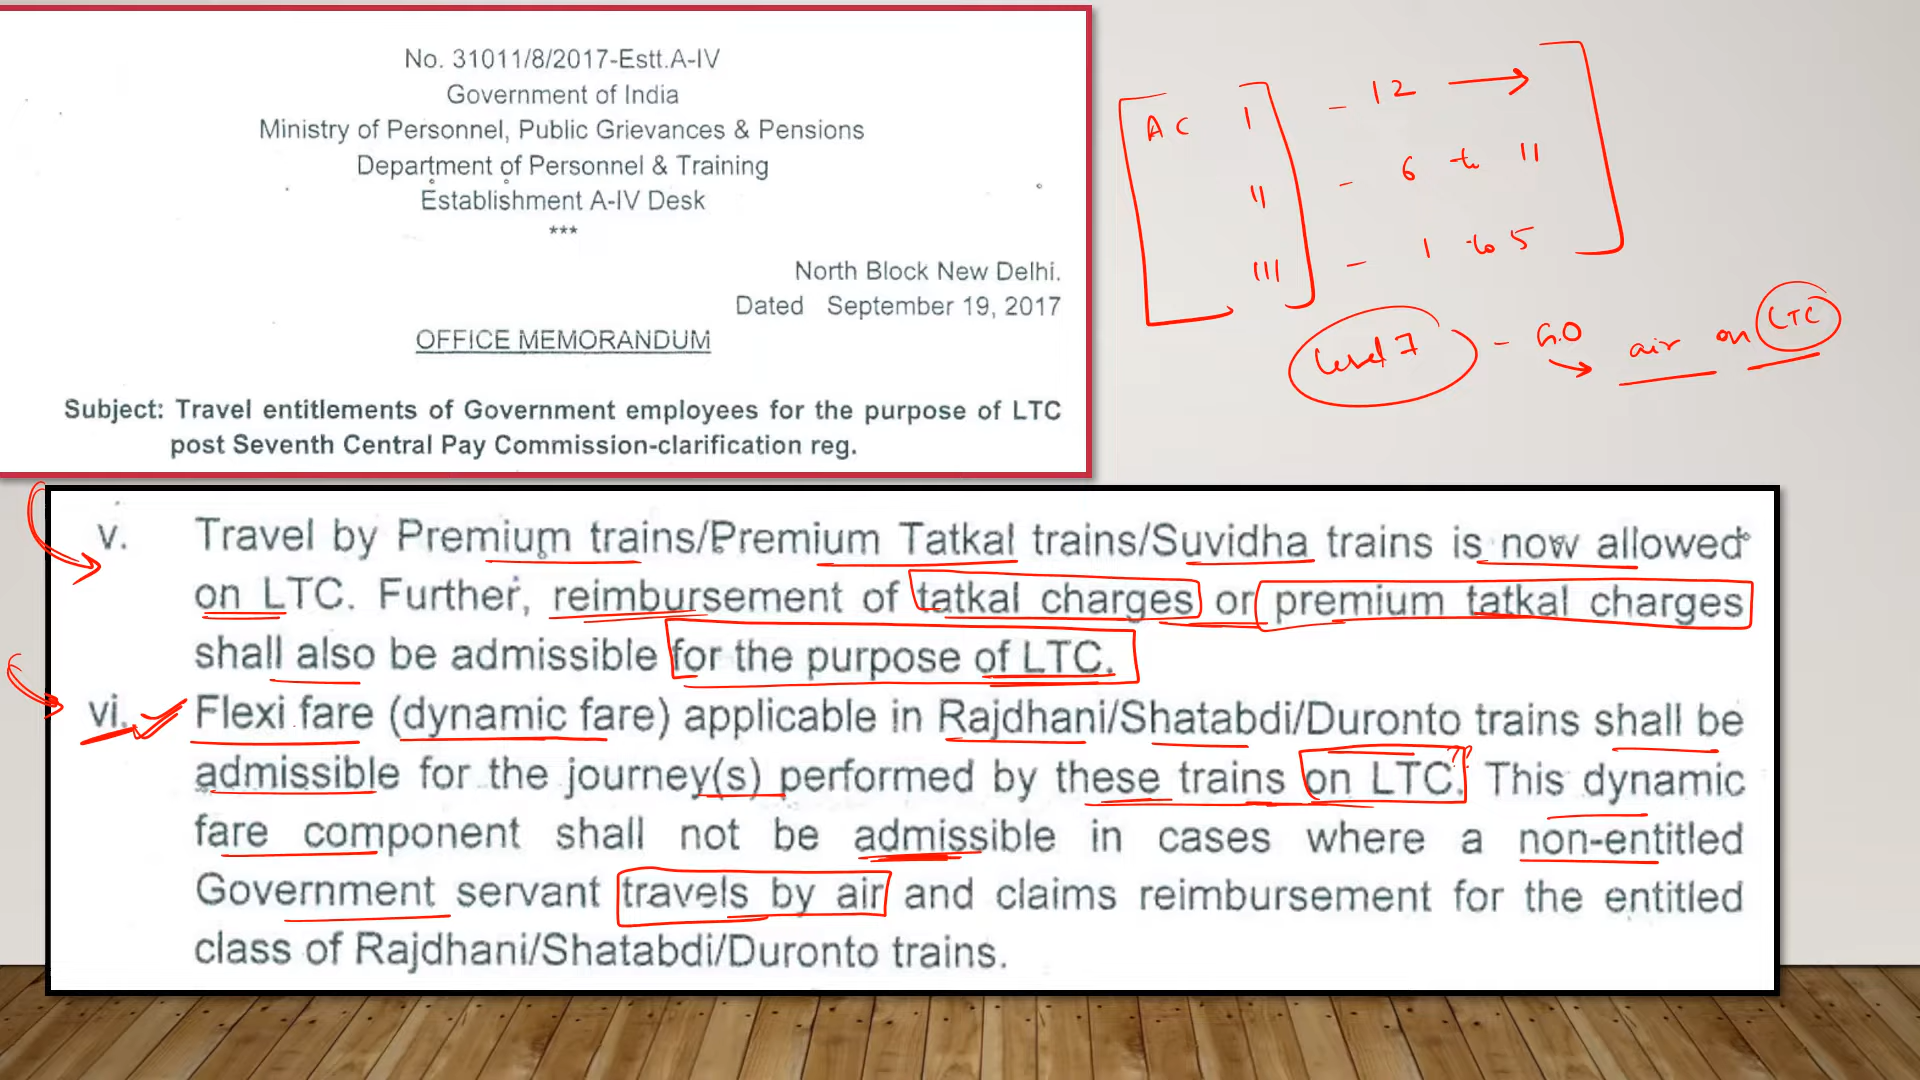 No. 31011/8/2017-Estt.A-IV
Government of India
Ministry of Personnel, Public Grievances & Pensions
Department of Personnel & Training
Establishment A-IV Desk
***
North Block New Delhi.
Dated September 19, 2017
OFFICE MEMORANDUM
Subject: Travel entitlements of Government employees for the purpose of LTC
post Seventh Central Pay Commission-clarification reg.
AC I - 12 →
II - 6 to 11
III - 1 to 5
Level 7 - GO → air on LTC
v. Travel by Premium trains/Premium Tatkal trains/Suvidha trains is now allowed
on LTC. Further, reimbursement of tatkal charges or premium tatkal charges
shall also be admissible for the purpose of LTC.
vi. Flexi fare (dynamic fare) applicable in Rajdhani/Shatabdi/Duronto trains shall be
admissible for the journey(s) performed by these trains on LTC. ?? This dynamic
fare component shall not be admissible in cases where a non-entitled
Government servant travels by air and claims reimbursement for the entitled
class of Rajdhani/Shatabdi/Duronto trains.